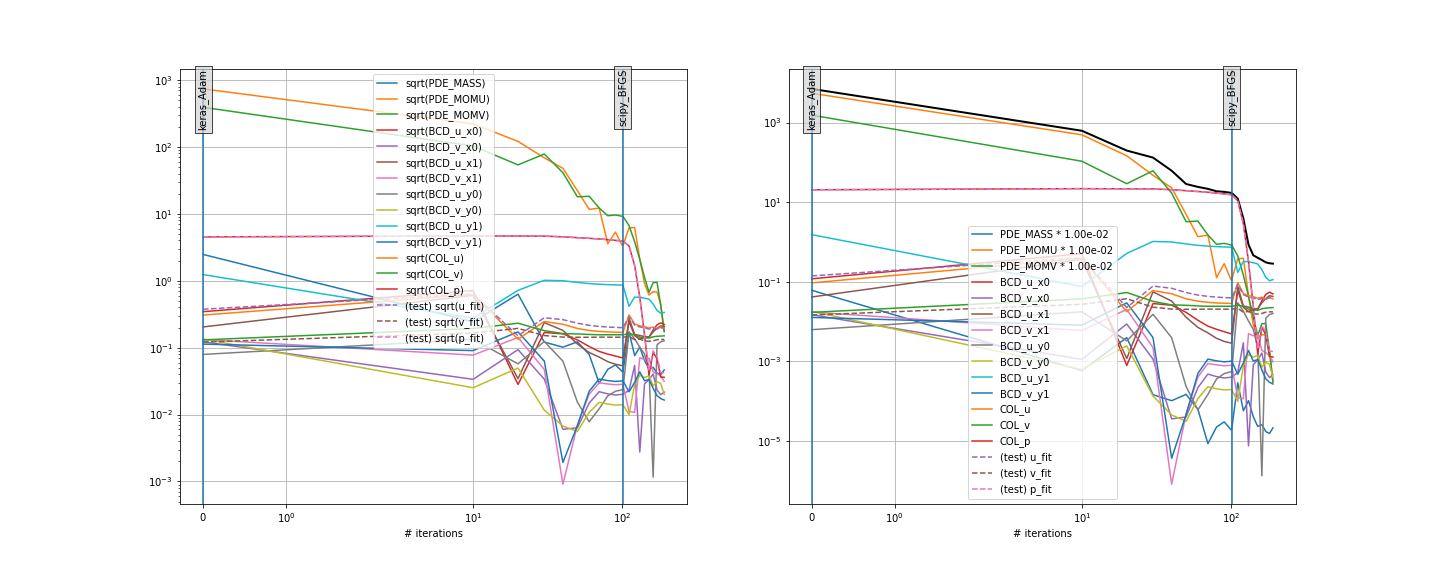 keras_Adam
scipy_BFGS
10³
10²
10¹
10⁰
10⁻¹
10⁻²
10⁻³
sqrt(PDE_MASS)
sqrt(PDE_MOMU)
sqrt(PDE_MOMV)
sqrt(BCD_u_x0)
sqrt(BCD_v_x0)
sqrt(BCD_u_x1)
sqrt(BCD_v_x1)
sqrt(BCD_u_y0)
sqrt(BCD_v_y0)
sqrt(BCD_u_y1)
sqrt(BCD_v_y1)
sqrt(COL_u)
sqrt(COL_v)
sqrt(COL_p)
(test) sqrt(u_fit)
(test) sqrt(v_fit)
(test) sqrt(p_fit)
0 10⁰ 10¹ 10²
# iterations
keras_Adam
scipy_BFGS
10³
10¹
10⁻¹
10⁻³
10⁻⁵
PDE_MASS * 1.00e-02
PDE_MOMU * 1.00e-02
PDE_MOMV * 1.00e-02
BCD_u_x0
BCD_v_x0
BCD_u_x1
BCD_v_x1
BCD_u_y0
BCD_v_y0
BCD_u_y1
BCD_v_y1
COL_u
COL_v
COL_p
(test) u_fit
(test) v_fit
(test) p_fit
0 10⁰ 10¹ 10²
# iterations